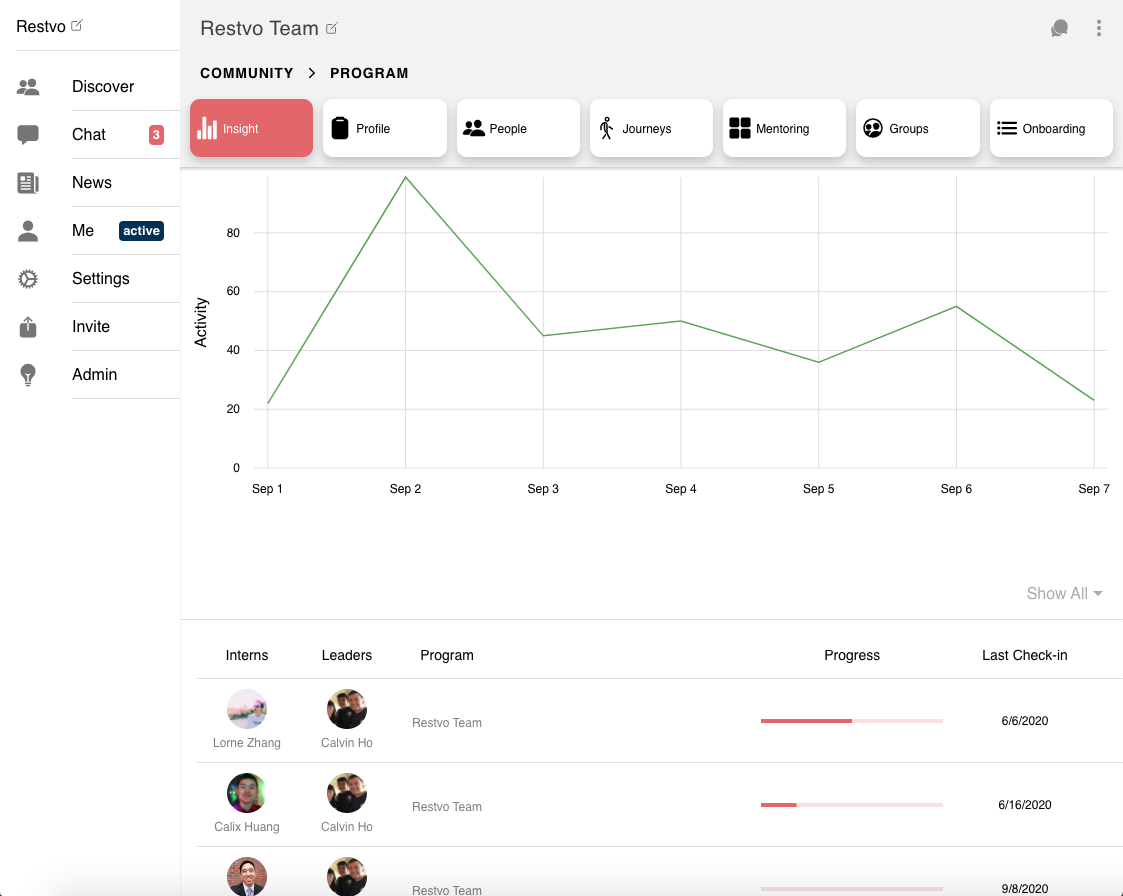 Restvo
Discover
Chat 3
News
Me active
Settings
Invite
Admin
Restvo Team
COMMUNITY > PROGRAM
Insight
Profile
People
Journeys
Mentoring
Groups
Onboarding
Activity
80
60
40
20
0
Sep 1 Sep 2 Sep 3 Sep 4 Sep 5 Sep 6 Sep 7
Show All
Interns Leaders Program Progress Last Check-in
Restvo Team 6/6/2020
Lorne Zhang Calvin Ho
Restvo Team 6/16/2020
Calix Huang Calvin Ho
Restvo Team 9/8/2020